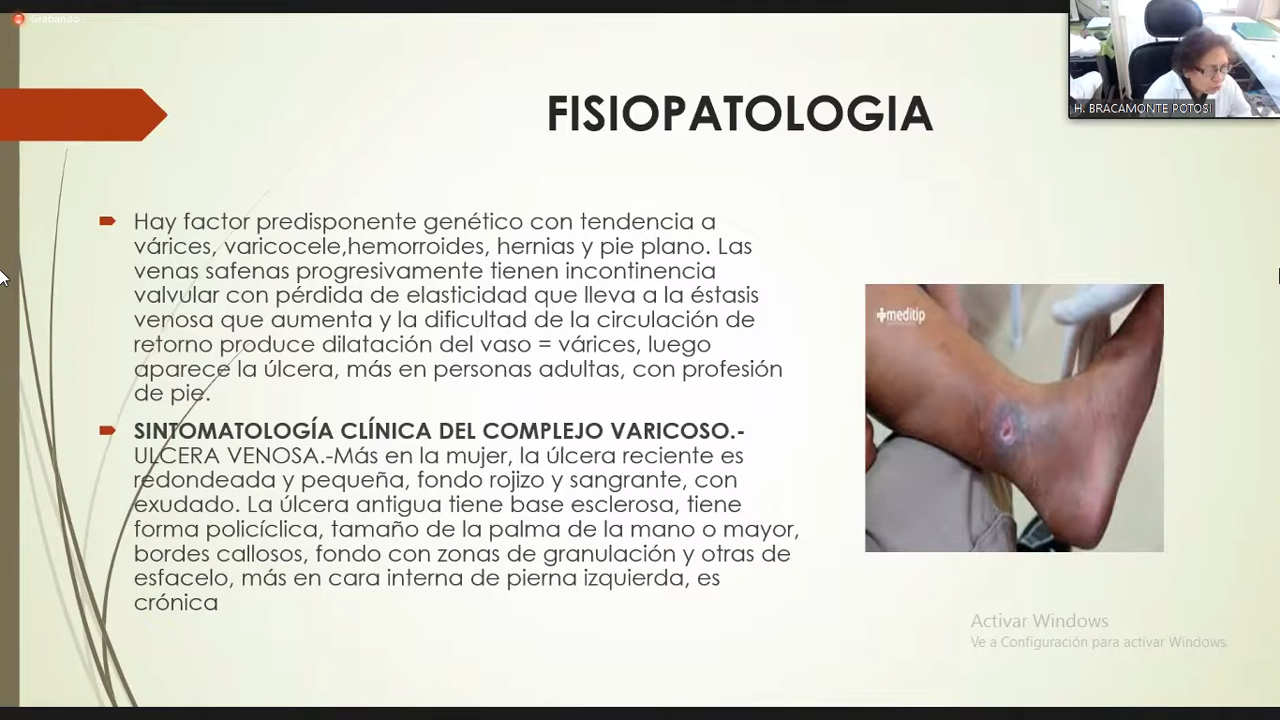 Grabando...
H. BRACAMONTE POTOSI
FISIOPATOLOGIA
Hay factor predisponente genético con tendencia a
várices, varicocele,hemorroides, hernias y pie plano. Las
venas safenas progresivamente tienen incontinencia
valvular con pérdida de elasticidad que lleva a la éstasis
venosa que aumenta y la dificultad de la circulación de
retorno produce dilatación del vaso = várices, luego
aparece la úlcera, más en personas adultas, con profesión
de pie.
SINTOMATOLOGÍA CLÍNICA DEL COMPLEJO VARICOSO.-
ULCERA VENOSA.-Más en la mujer, la úlcera reciente es
redondeada y pequeña, fondo rojizo y sangrante, con
exudado. La úlcera antigua tiene base esclerosa, tiene
forma policíclica, tamaño de la palma de la mano o mayor,
bordes callosos, fondo con zonas de granulación y otras de
esfacelo, más en cara interna de pierna izquierda, es
crónica
meditip
Activar Windows
Ve a Configuración para activar Windows.